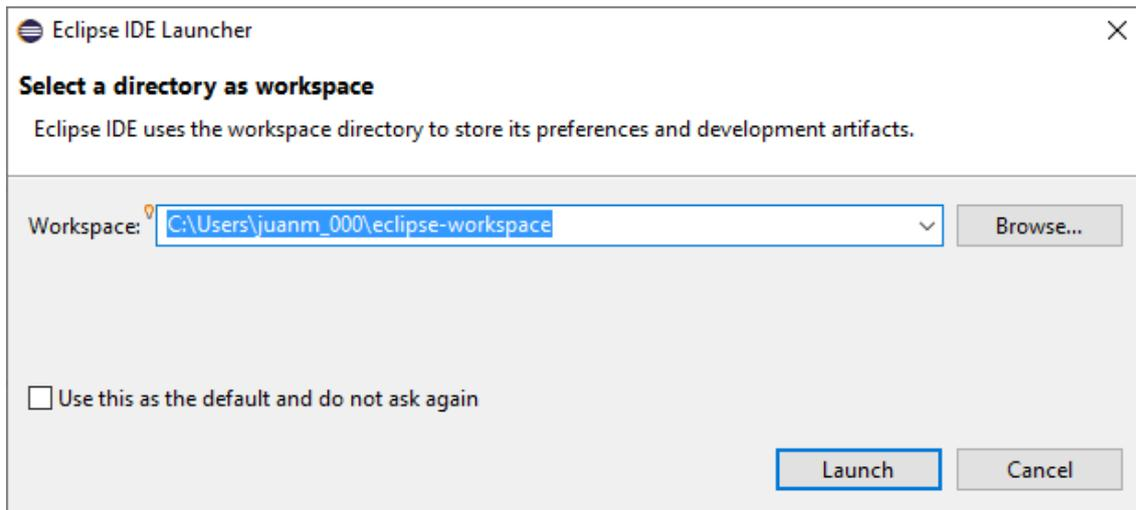 Eclipse IDE Launcher
Select a directory as workspace
Eclipse IDE uses the workspace directory to store its preferences and development artifacts.
Workspace: C:\Users\juanm_000\eclipse-workspace Browse...
Use this as the default and do not ask again
Launch Cancel